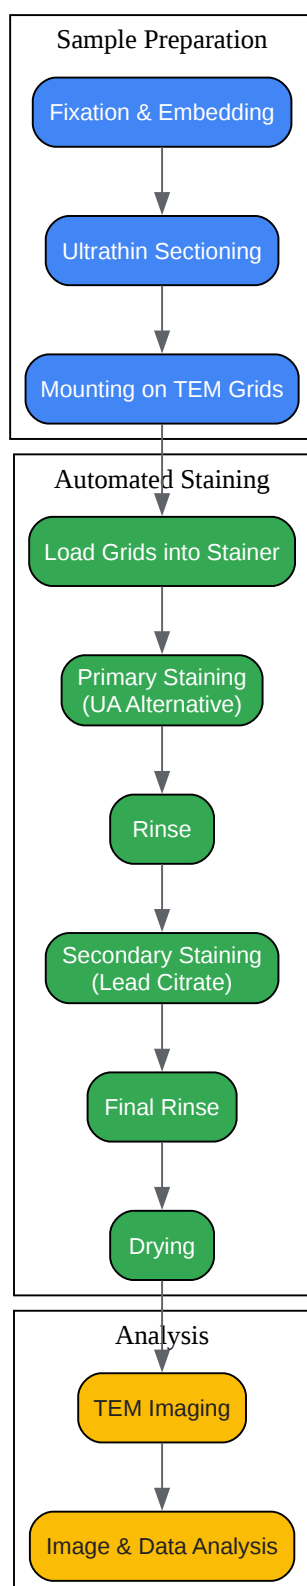 Sample Preparation
Fixation & Embedding
Ultrathin Sectioning
Mounting on TEM Grids
Automated Staining
Load Grids into Stainer
Primary Staining
(UA Alternative)
Rinse
Secondary Staining
(Lead Citrate)
Final Rinse
Drying
Analysis
TEM Imaging
Image & Data Analysis